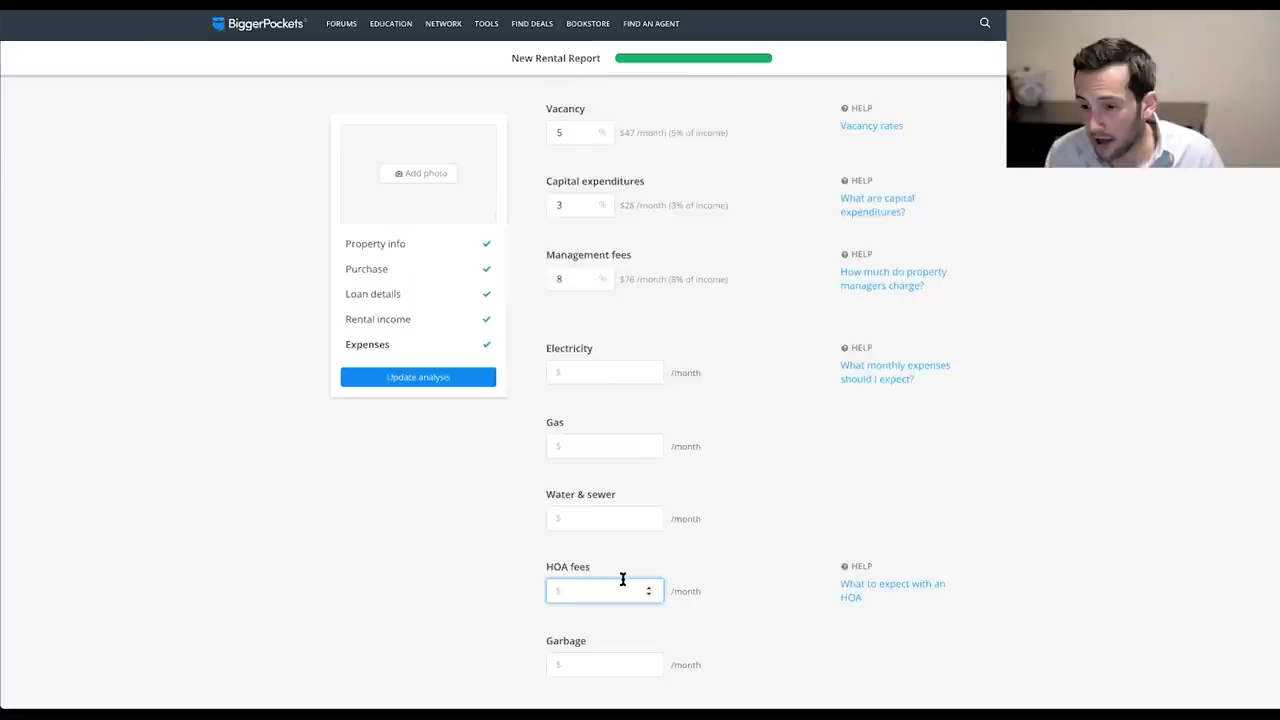 BiggerPockets
FORUMS EDUCATION NETWORK TOOLS FIND DEALS BOOKSTORE FIND AN AGENT
New Rental Report
Add photo
Property info
Purchase
Loan details
Rental income
Expenses
Update analysis
Vacancy
5 % $47 /month (5% of income)
HELP
Vacancy rates
Capital expenditures
3 % $28 /month (3% of income)
HELP
What are capital
expenditures?
Management fees
8 % $76 /month (8% of income)
HELP
How much do property
managers charge?
Electricity
$ /month
HELP
What monthly expenses
should I expect?
Gas
$ /month
Water & sewer
$ /month
HOA fees
$ /month
HELP
What to expect with an
HOA
Garbage
$ /month